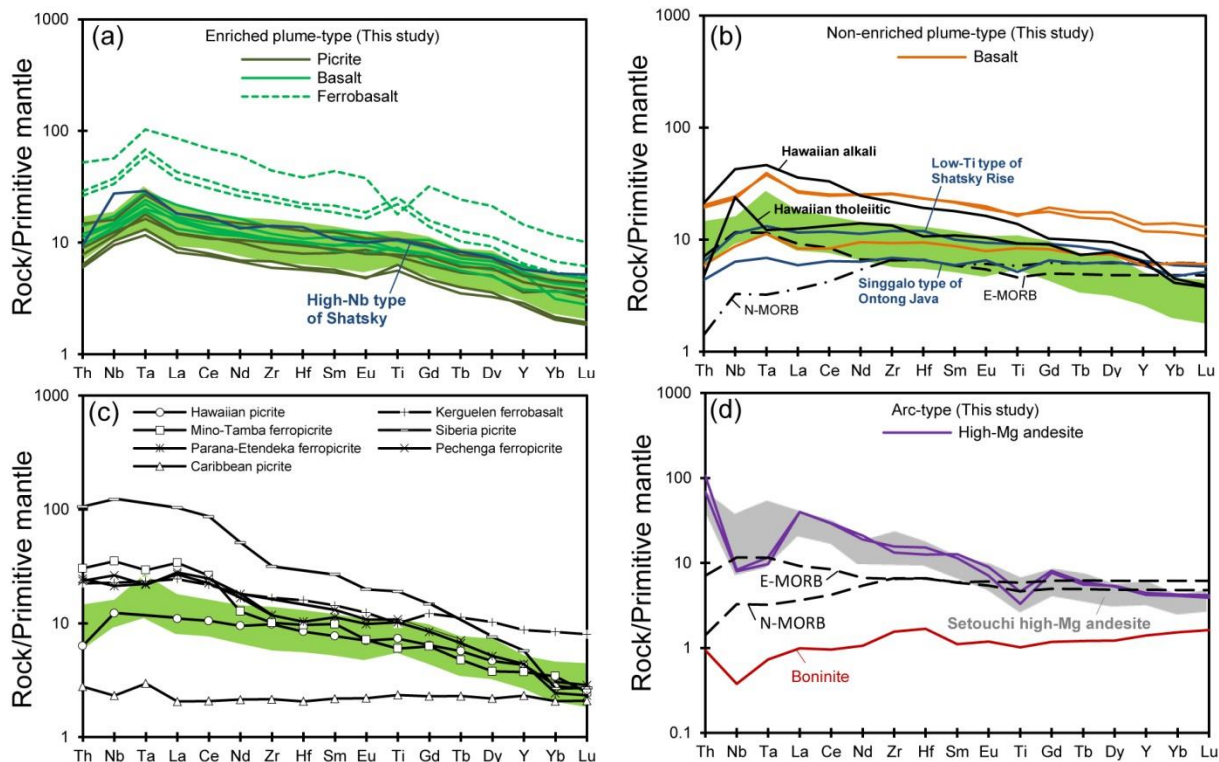 (a)
Enriched plume-type (This study)
Picrite
Basalt
Ferrobasalt
High-Nb type
of Shatsky
Rock/Primitive mantle
1000
100
10
1
Th Nb Ta La Ce Nd Zr Hf Sm Eu Ti Gd Tb Dy Y Yb Lu
(b)
Non-enriched plume-type (This study)
Basalt
Hawaiian alkali
Low-Ti type of
Shatsky Rise
Hawaiian tholeiitic
Singgalo type of
Ontong Java
E-MORB
N-MORB
Rock/Primitive mantle
1000
100
10
1
Th Nb Ta La Ce Nd Zr Hf Sm Eu Ti Gd Tb Dy Y Yb Lu
(c)
Hawaiian picrite
Kerguelen ferrobasalt
Mino-Tamba ferropicrite
Siberia picrite
Parana-Etendeka ferropicrite
Pechenga ferropicrite
Caribbean picrite
Rock/Primitive mantle
1000
100
10
1
Th Nb Ta La Ce Nd Zr Hf Sm Eu Ti Gd Tb Dy Y Yb Lu
(d)
Arc-type (This study)
High-Mg andesite
E-MORB
N-MORB
Setouchi high-Mg andesite
Boninite
Rock/Primitive mantle
1000
100
10
1
0.1
Th Nb Ta La Ce Nd Zr Hf Sm Eu Ti Gd Tb Dy Y Yb Lu